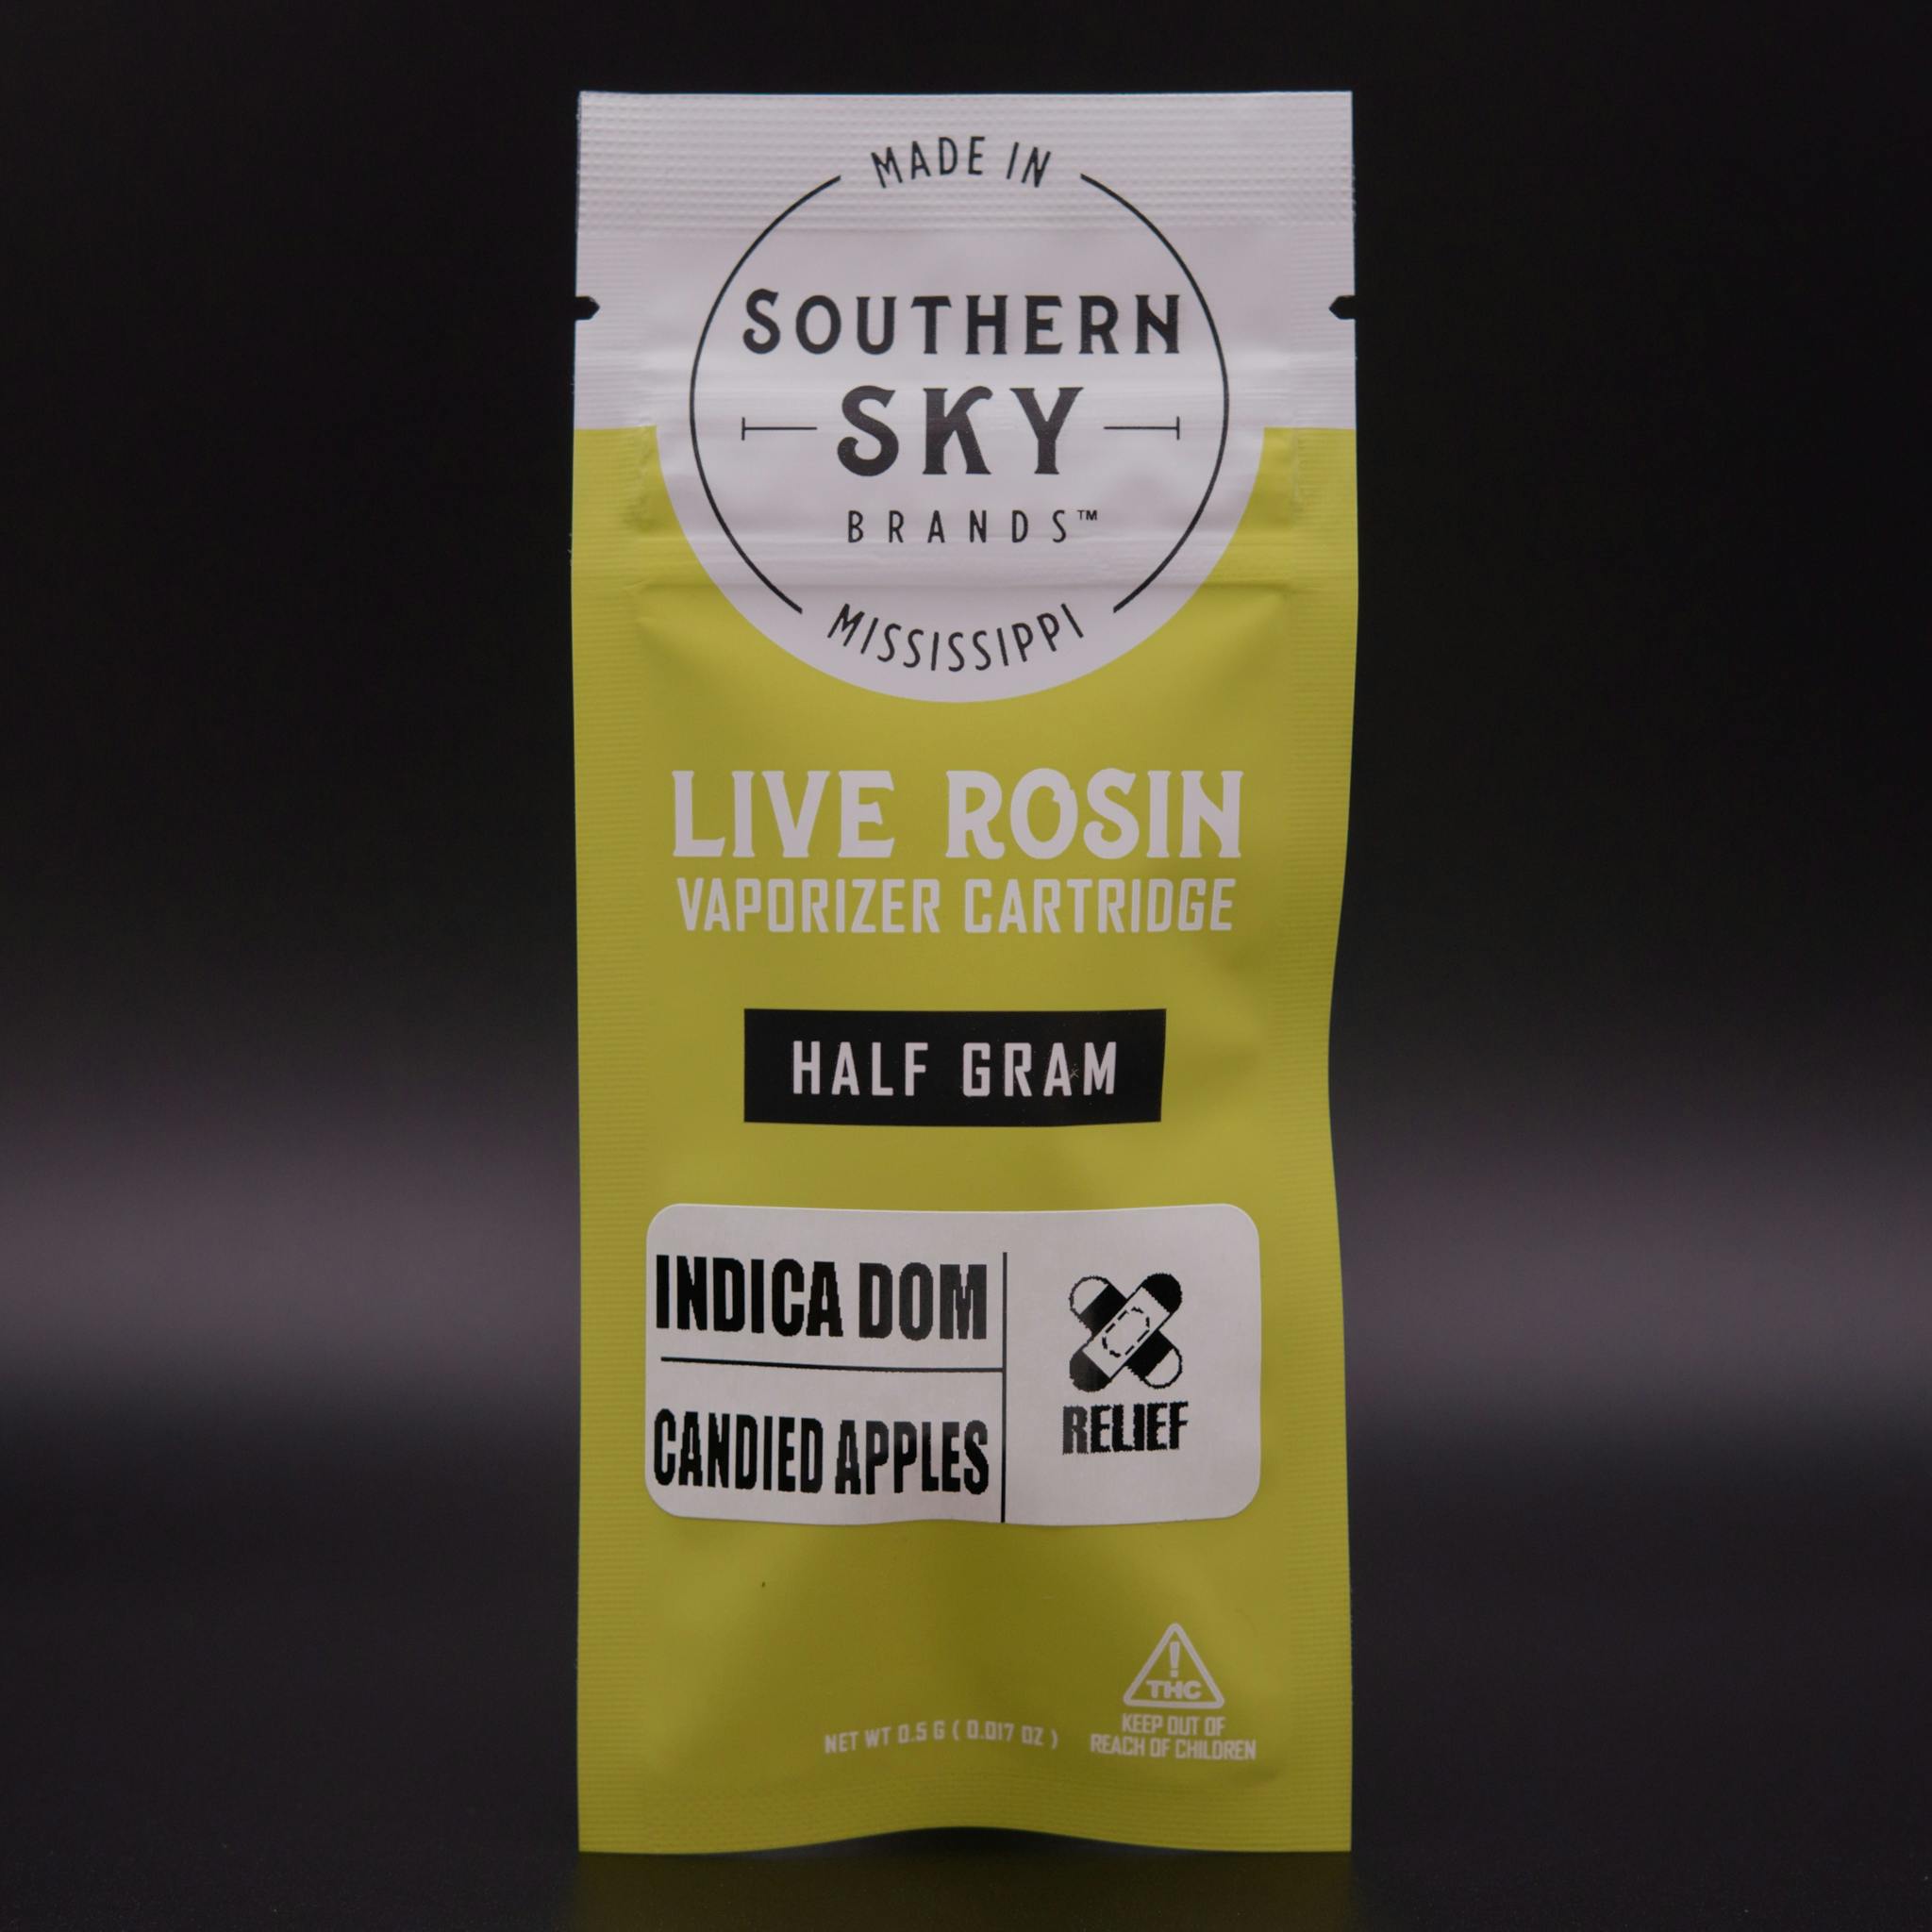 MADE IN
SOUTHERN
SKY
BRANDS™
MISSISSIPPI
LIVE ROSIN
VAPORIZER CARTRIDGE
HALF GRAM
INDICA DOM
CANDIED APPLES
RELIEF
!
THC
KEEP OUT OF
REACH OF CHILDREN
NET WT 0.5 G ( 0.017 OZ )